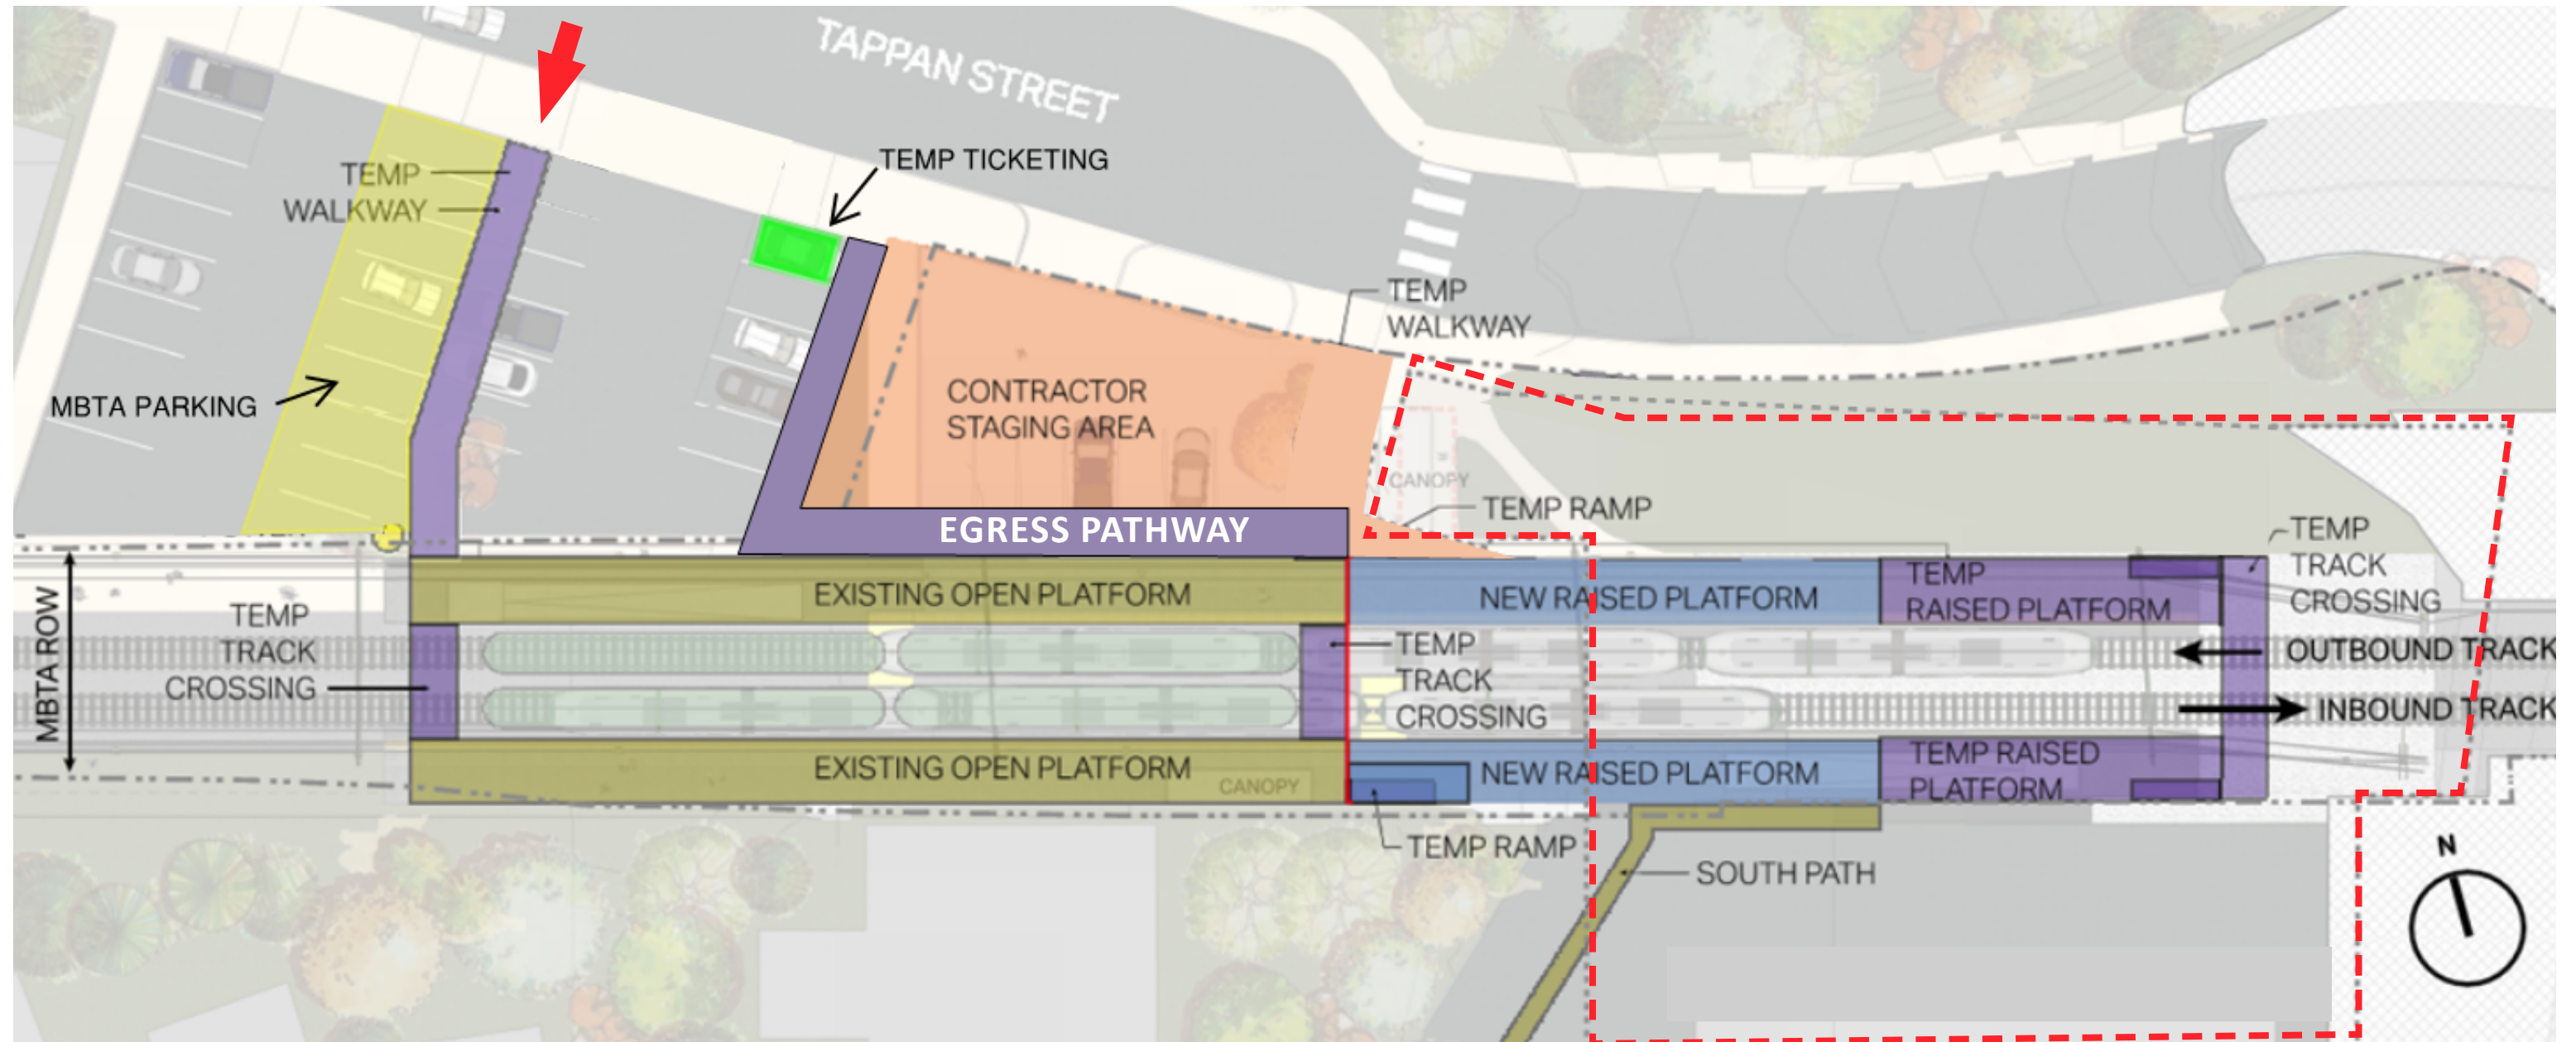 TAPPAN STREET
TEMP TICKETING
TEMP
WALKWAY
TEMP
WALKWAY
MBTA PARKING
CONTRACTOR
STAGING AREA
CANOPY
TEMP RAMP
EGRESS PATHWAY
TEMP
TRACK
CROSSING
EXISTING OPEN PLATFORM
NEW RAISED PLATFORM
TEMP
RAISED PLATFORM
MBTA ROW
TEMP
TRACK
CROSSING
TEMP
TRACK
CROSSING
OUTBOUND TRACK
INBOUND TRACK
EXISTING OPEN PLATFORM
CANOPY
NEW RAISED PLATFORM
TEMP RAISED
PLATFORM
TEMP RAMP
SOUTH PATH
N